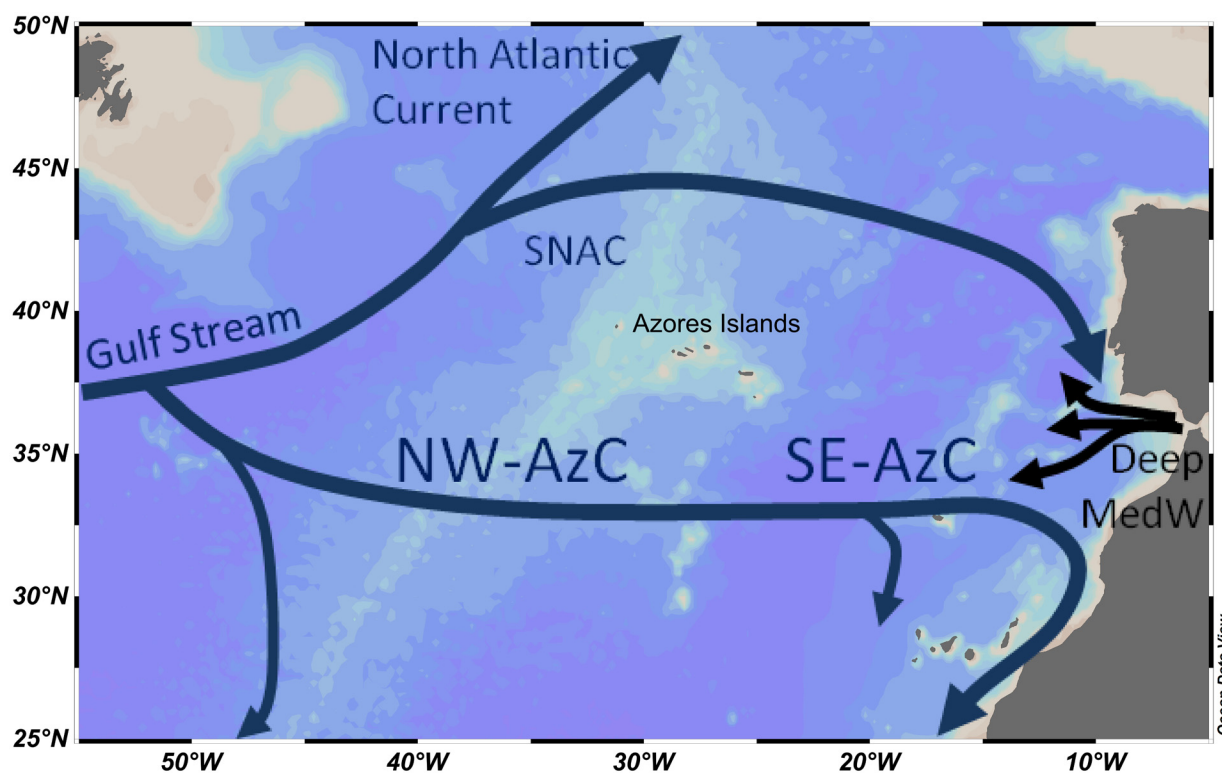 50°N
North Atlantic
Current
45°N
SNAC
40°N
Azores Islands
Gulf Stream
35°N
NW-AzC
SE-AzC
Deep
MedW
30°N
25°N
50°W
40°W
30°W
20°W
10°W